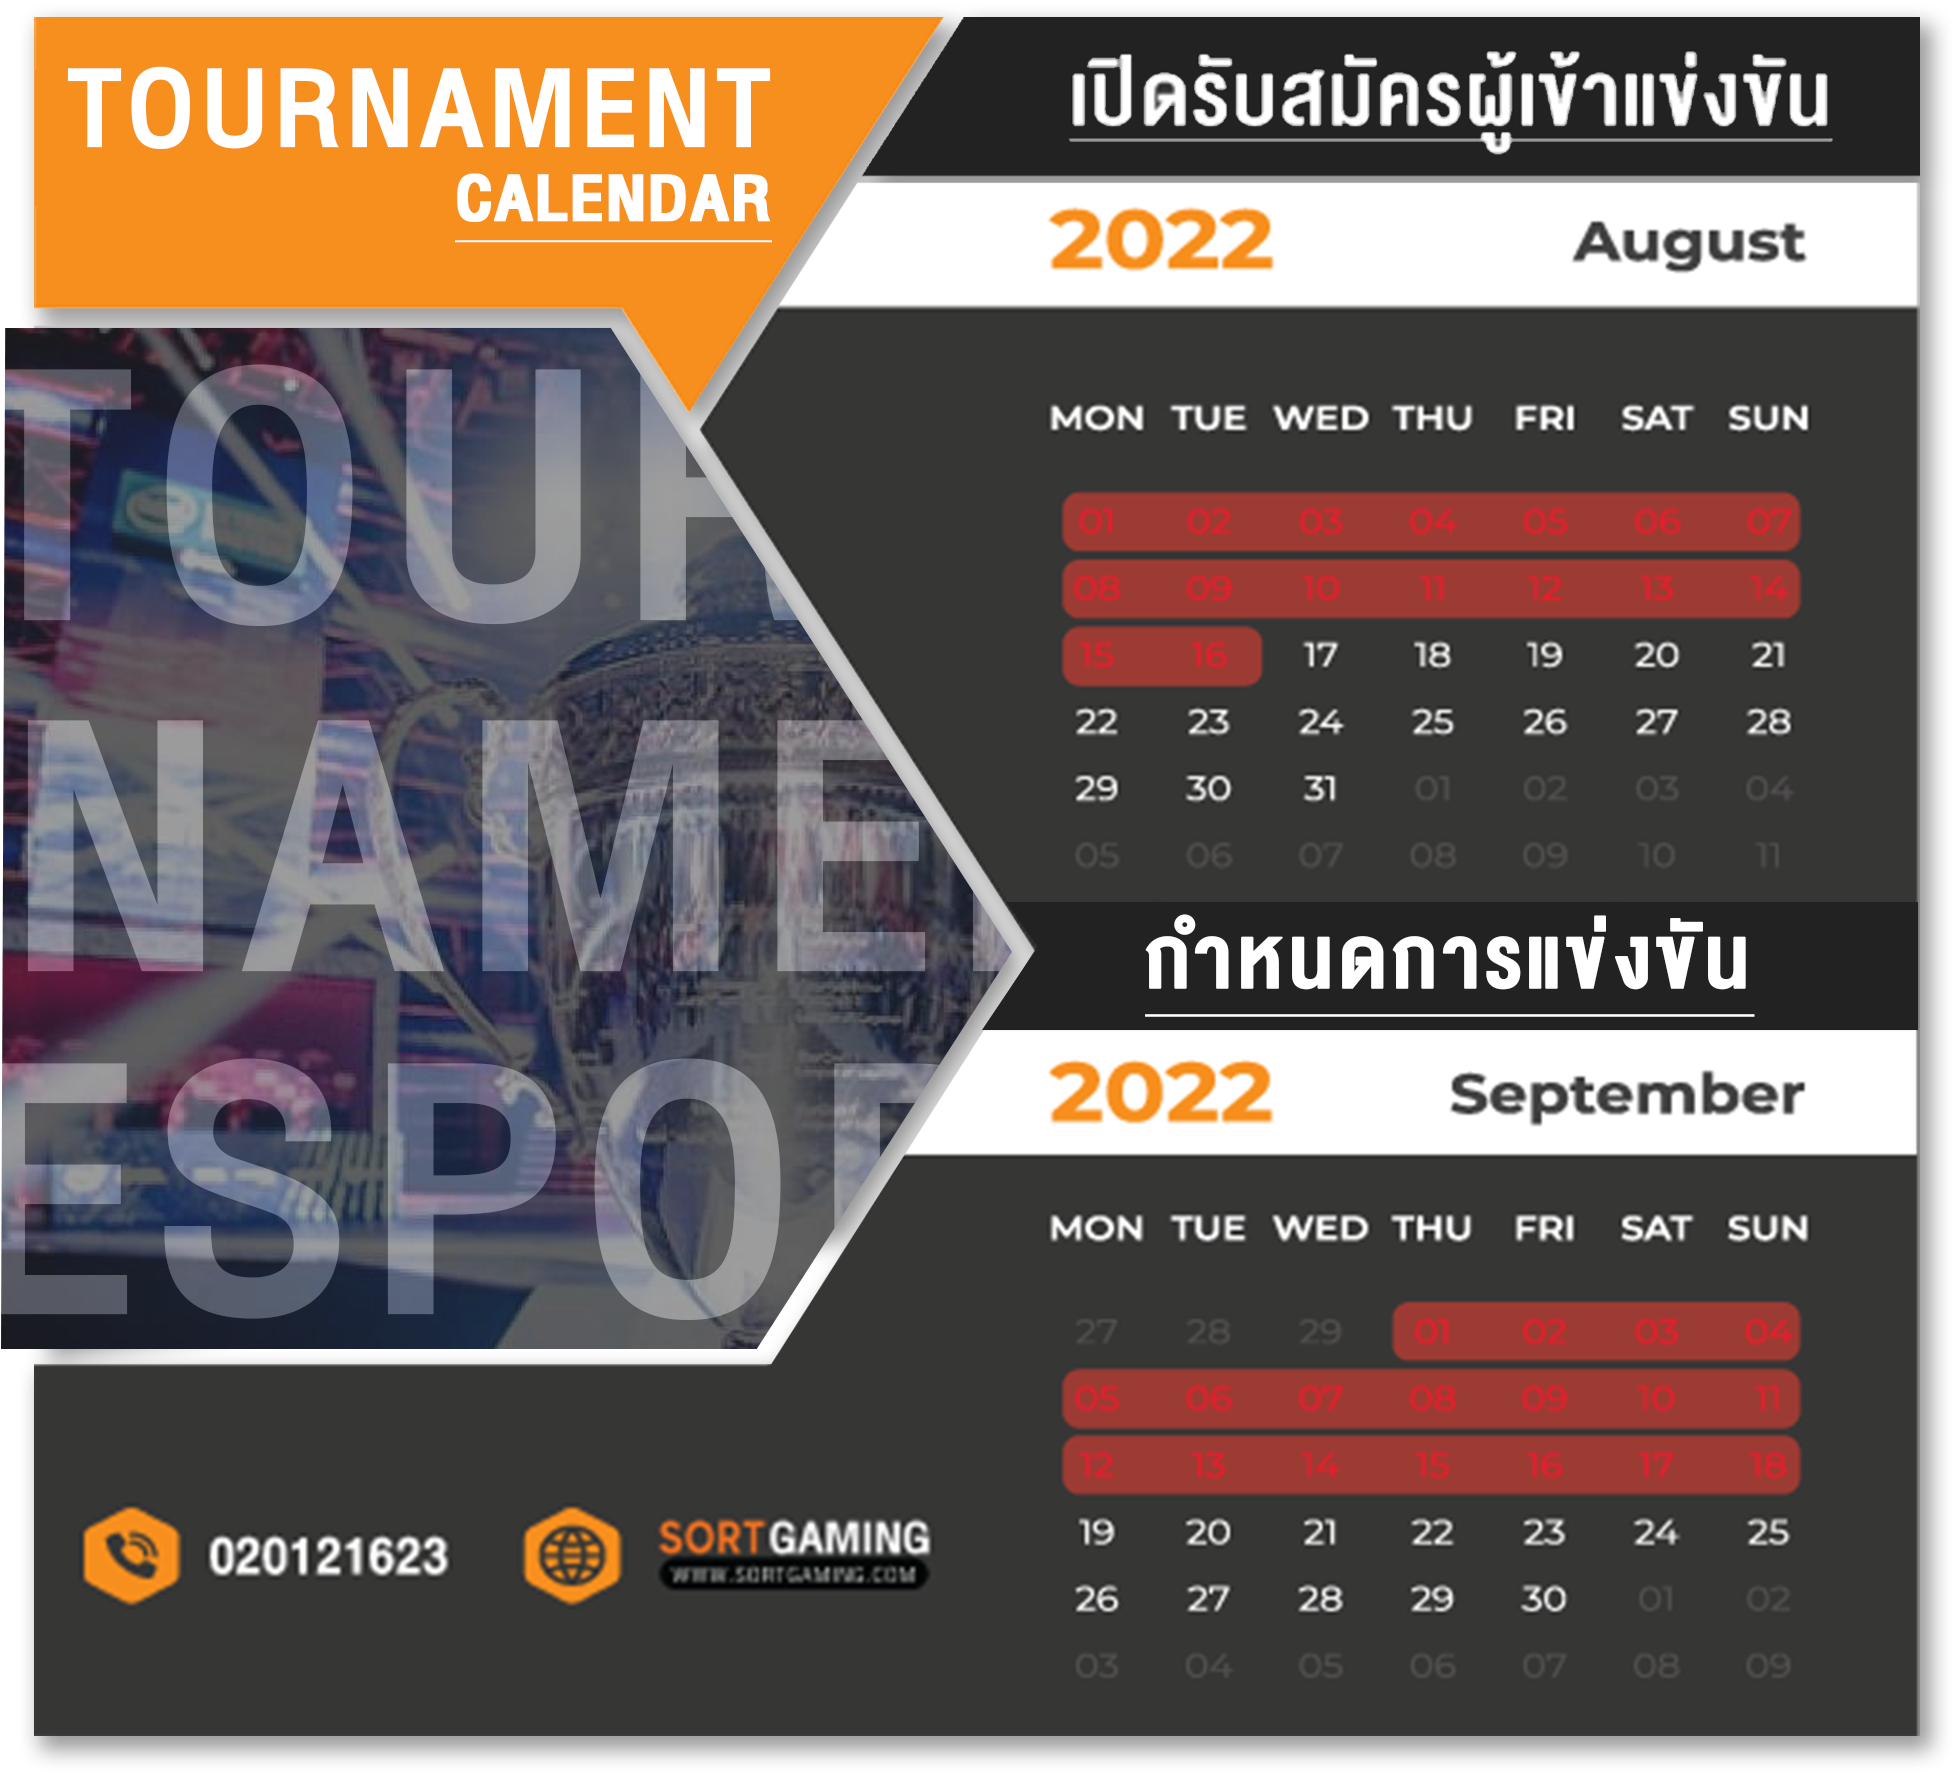 TOURNAMENT
CALENDAR
เปิดรับสมัครผู้เข้าแข่งขัน
2022 August
MON TUE WED THU FRI SAT SUN
01 02 03 04 05 06 07
08 09 10 11 12 13 14
15 16 17 18 19 20 21
22 23 24 25 26 27 28
29 30 31 01 02 03 04
05 06 07 08 09 10 11
TOUR
NAME
ESPO
กำหนดการแข่งขัน
2022 September
MON TUE WED THU FRI SAT SUN
27 28 29 01 02 03 04
05 06 07 08 09 10 11
12 13 14 15 16 17 18
19 20 21 22 23 24 25
26 27 28 29 30 01 02
03 04 05 06 07 08 09
020121623
SORTGAMING
WWW.SORTGAMING.COM